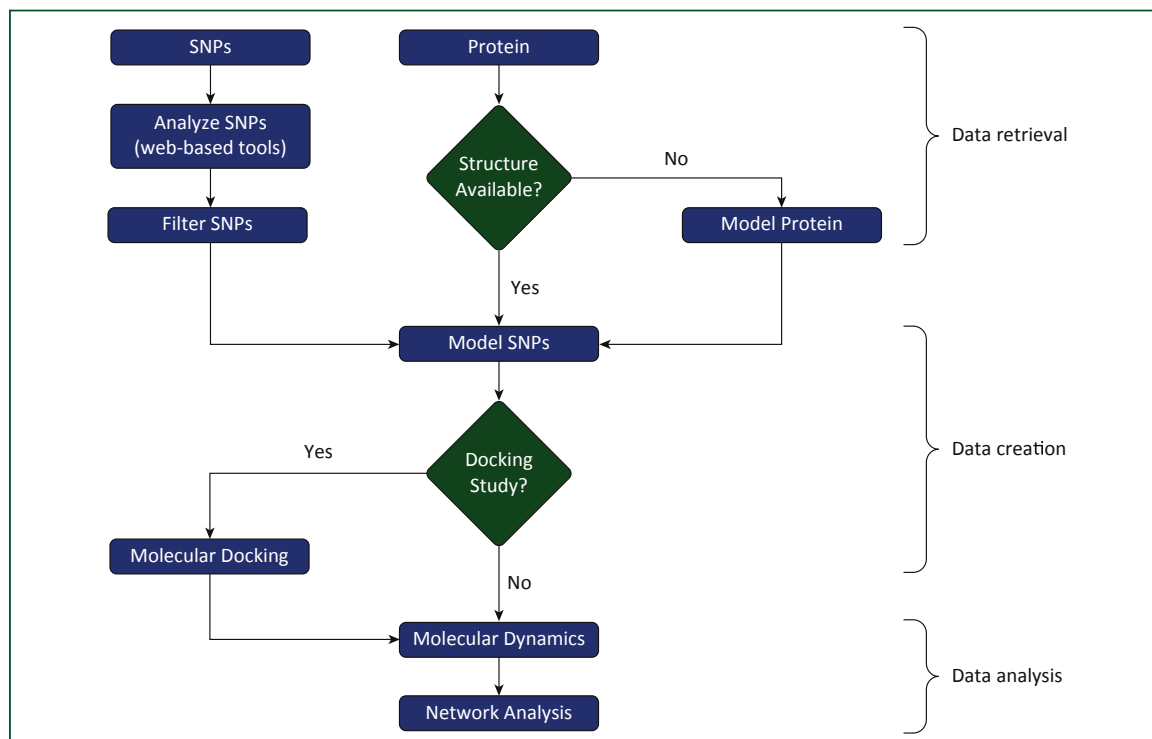 SNPs
Protein
Analyze SNPs
(web-based tools)
Structure
Available?
No
Data retrieval
Filter SNPs
Model Protein
Yes
Model SNPs
Yes
Docking
Study?
Data creation
Molecular Docking
No
Molecular Dynamics
Data analysis
Network Analysis